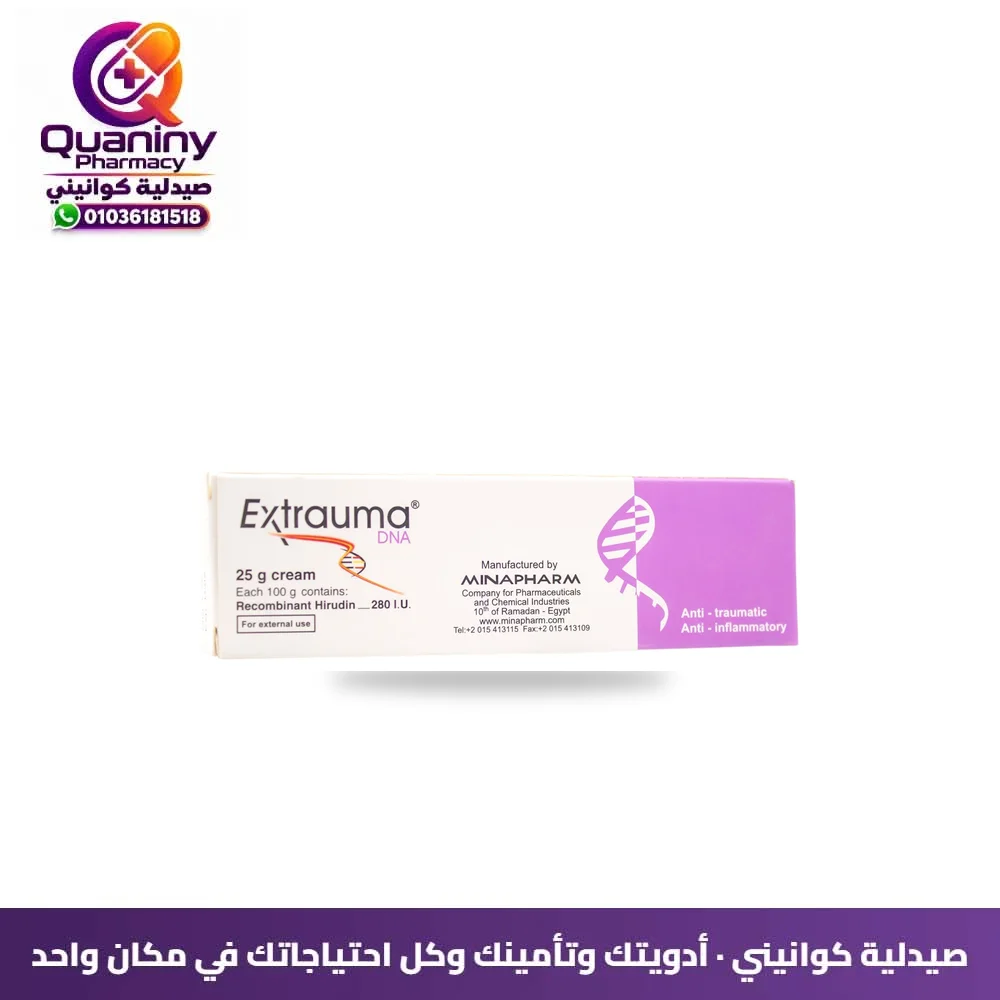 Quaniny
Pharmacy
صيدلية كوانيني
01036181518
Extrauma®
DNA
25 g cream
Each 100 g contains:
Recombinant Hirudin __ 280 I.U.
For external use
Manufactured by
MINAPHARM
Company for Pharmaceuticals
and Chemical Industries
10th of Ramadan - Egypt
www.minapharm.com
Tel:+2 015 413115 Fax:+2 015 413109
Anti - traumatic
Anti - inflammatory
صيدلية كوانيني · أدويتك وتأمينك وكل احتياجاتك في مكان واحد